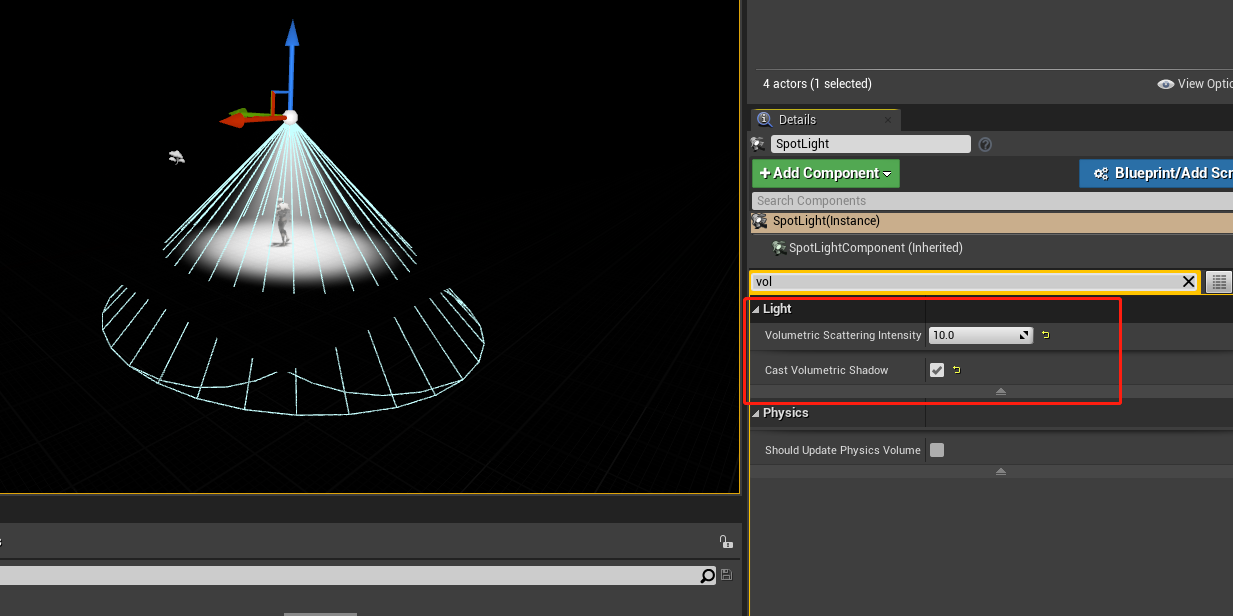 4 actors (1 selected)
View Optio
Details
SpotLight
+Add Component
Blueprint/Add Scr
Search Components
SpotLight(Instance)
SpotLightComponent (Inherited)
vol
Light
Volumetric Scattering Intensity 10.0
Cast Volumetric Shadow
Physics
Should Update Physics Volume